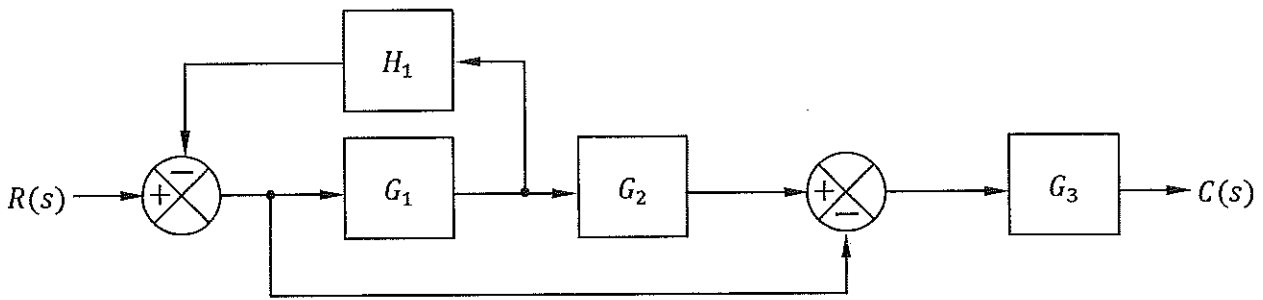 H₁
−
R(s)
+
G₁
G₂
+
−
G₃
C(s)